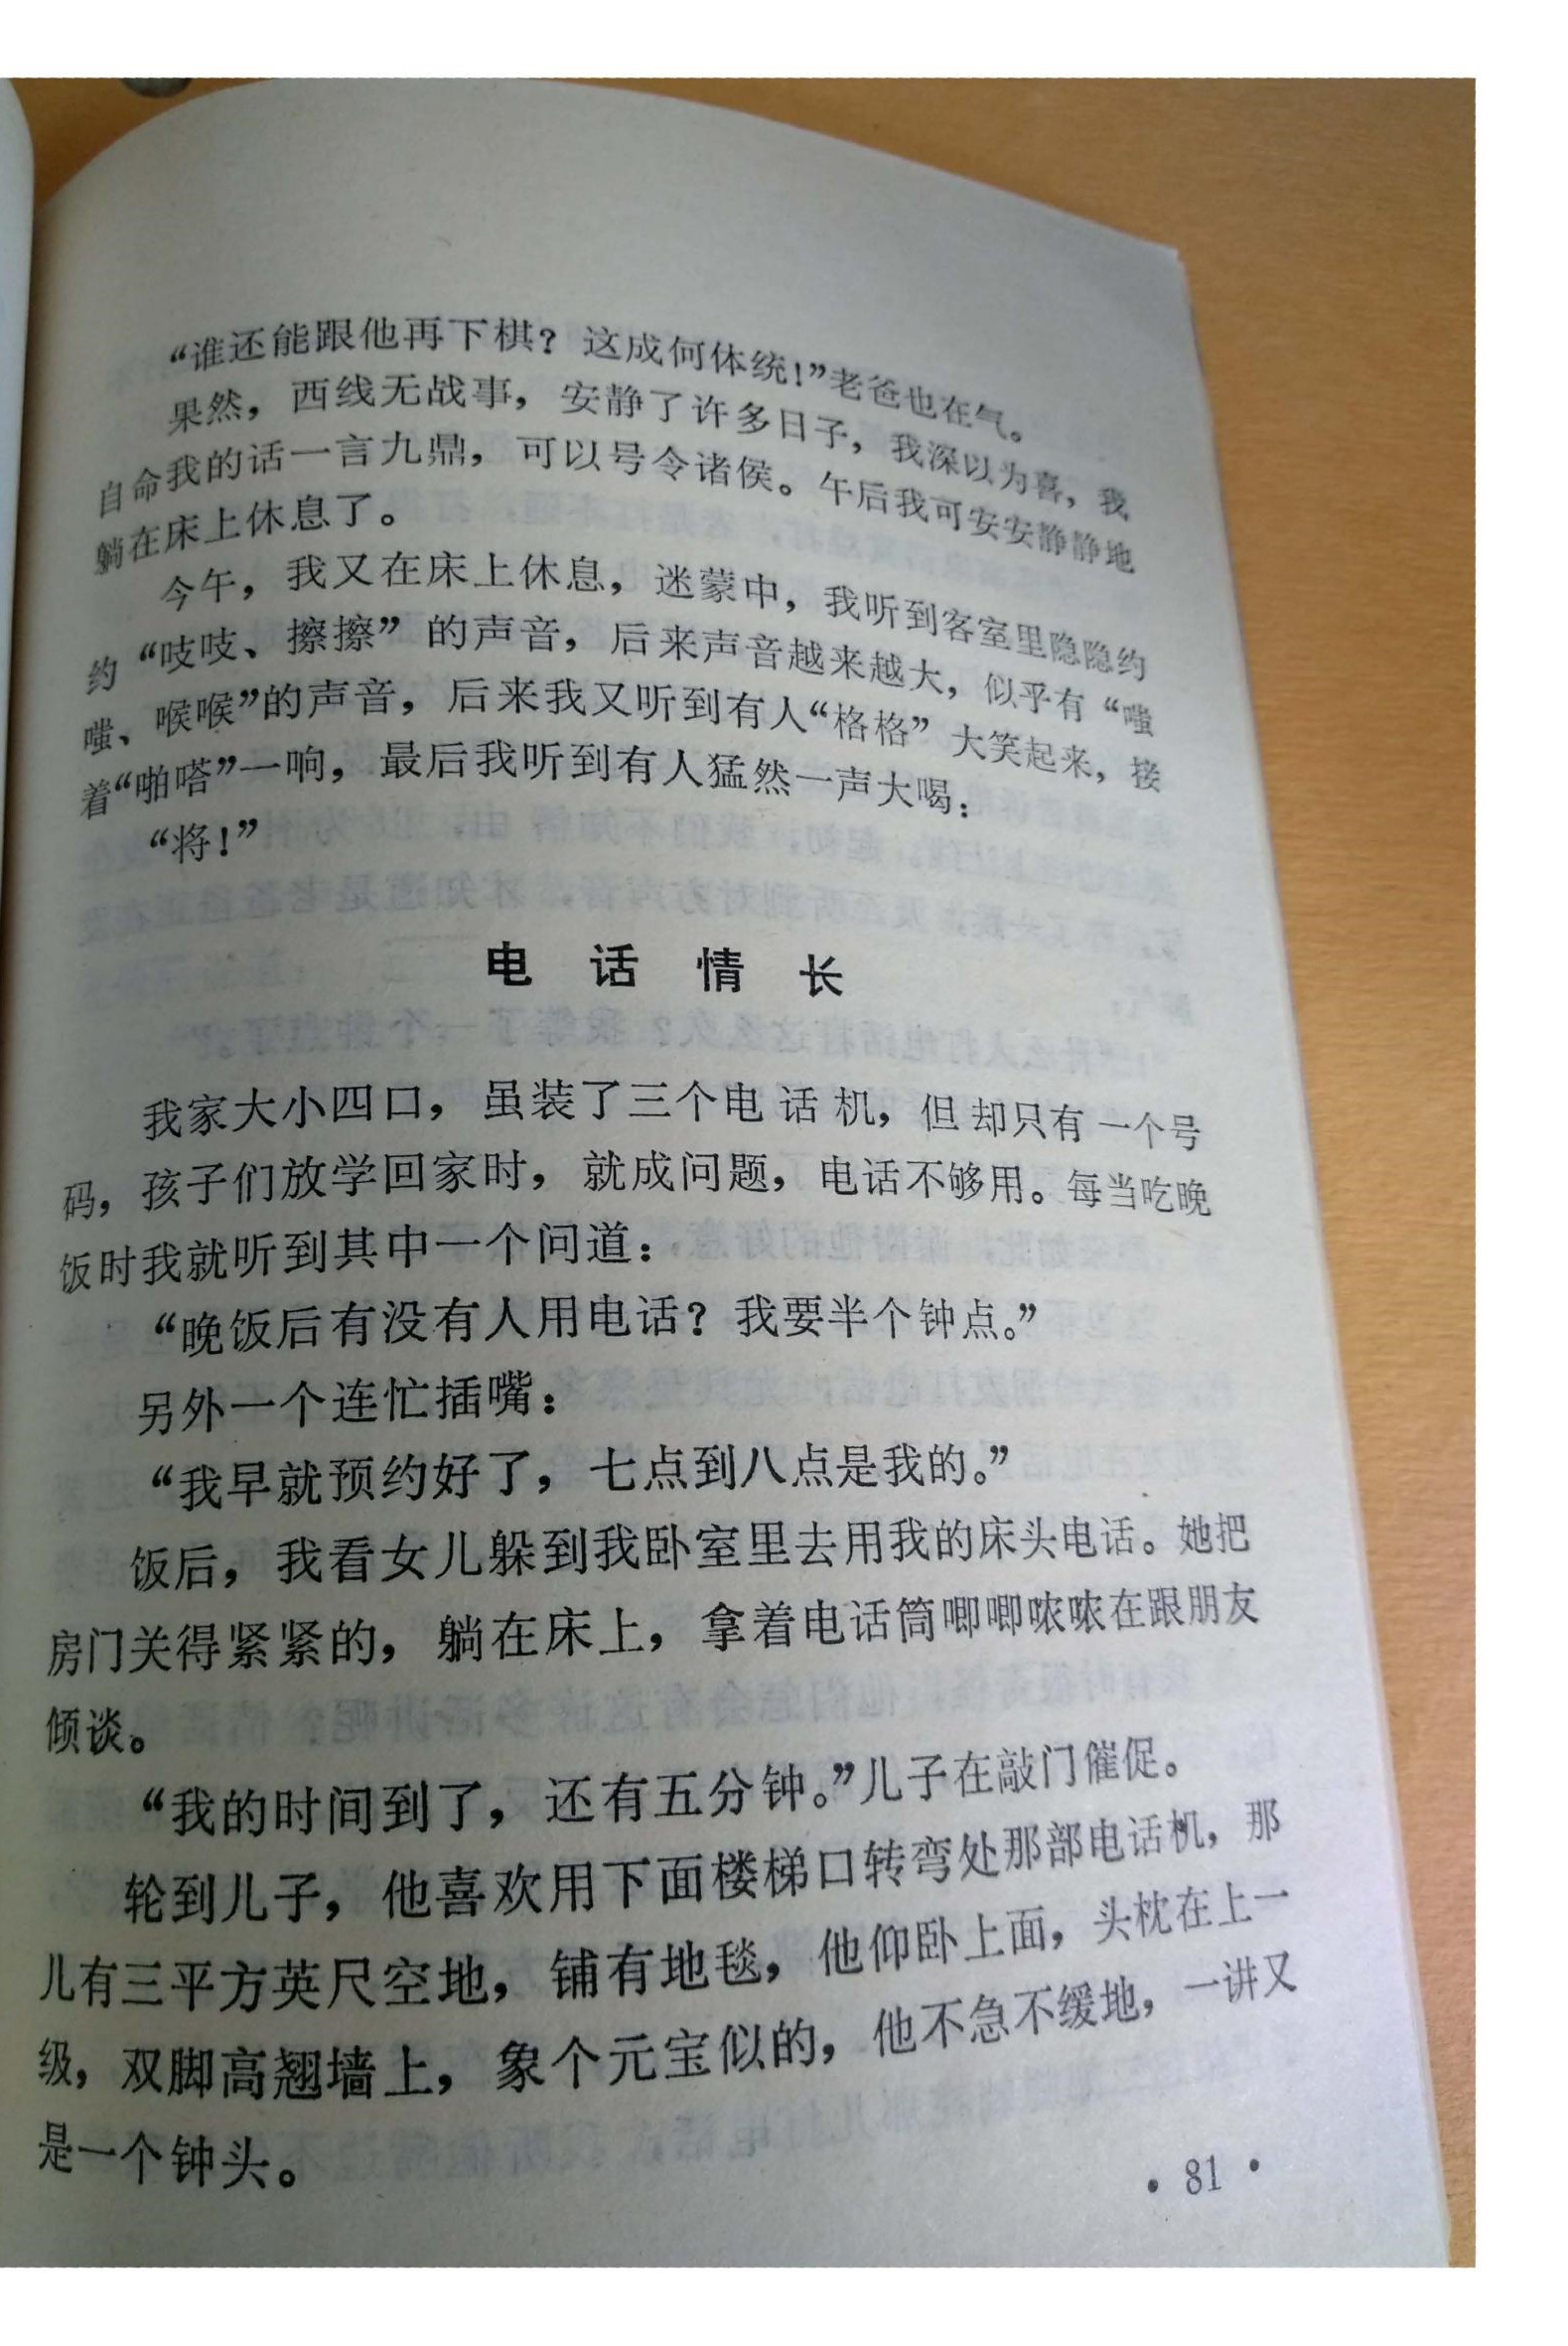 “谁还能跟他再下棋？这成何体统！”老爸也在气。
果然，西线无战事，安静了许多日子，我深以为喜，我
自命我的话一言九鼎，可以号令诸侯。午后我可安安静静地
躺在床上休息了。
今午，我又在床上休息，迷蒙中，我听到客室里隐隐约
约“吱吱、擦擦”的声音，后来声音越来越大，似乎有“嗤
嗤、喉喉”的声音，后来我又听到有人“格格”大笑起来，接
着“啪嗒”一响，最后我听到有人猛然一声大喝：
“将！”
电话情长
我家大小四口，虽装了三个电话机，但却只有一个号
码，孩子们放学回家时，就成问题，电话不够用。每当吃晚
饭时我就听到其中一个问道：
“晚饭后有没有人用电话？我要半个钟点。”
另外一个连忙插嘴：
“我早就预约好了，七点到八点是我的。”
饭后，我看女儿躲到我卧室里去用我的床头电话。她把
房门关得紧紧的，躺在床上，拿着电话筒唧唧哝哝在跟朋友
倾谈。
“我的时间到了，还有五分钟。”儿子在敲门催促。
轮到儿子，他喜欢用下面楼梯口转弯处那部电话机，那
儿有三平方英尺空地，铺有地毯，他仰卧上面，头枕在上一
级，双脚高翘墙上，象个元宝似的，他不急不缓地，一讲又
是一个钟头。
• 81 •